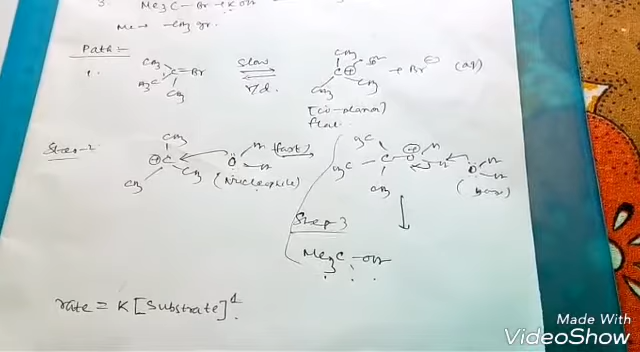 3. Me₃C – Br + KOH
Me → –CH₃ gr.
Path :-
1. CH₃ H₃C CH₃ C – Br slow r/d. CH₃ C⊕ CH₃ CH₃ + Br⊖ (aq)
[co-planar]
flat.
Step-2 CH₃ ⊕C CH₃ CH₃ Ö H H (fast) H₃C H₃C – C – O⊕ H H CH₃ Ö H H
(Nucleophile) (base)
Step 3
Me₃C – OH
rate = K [Substrate]¹.
Made With
VideoShow